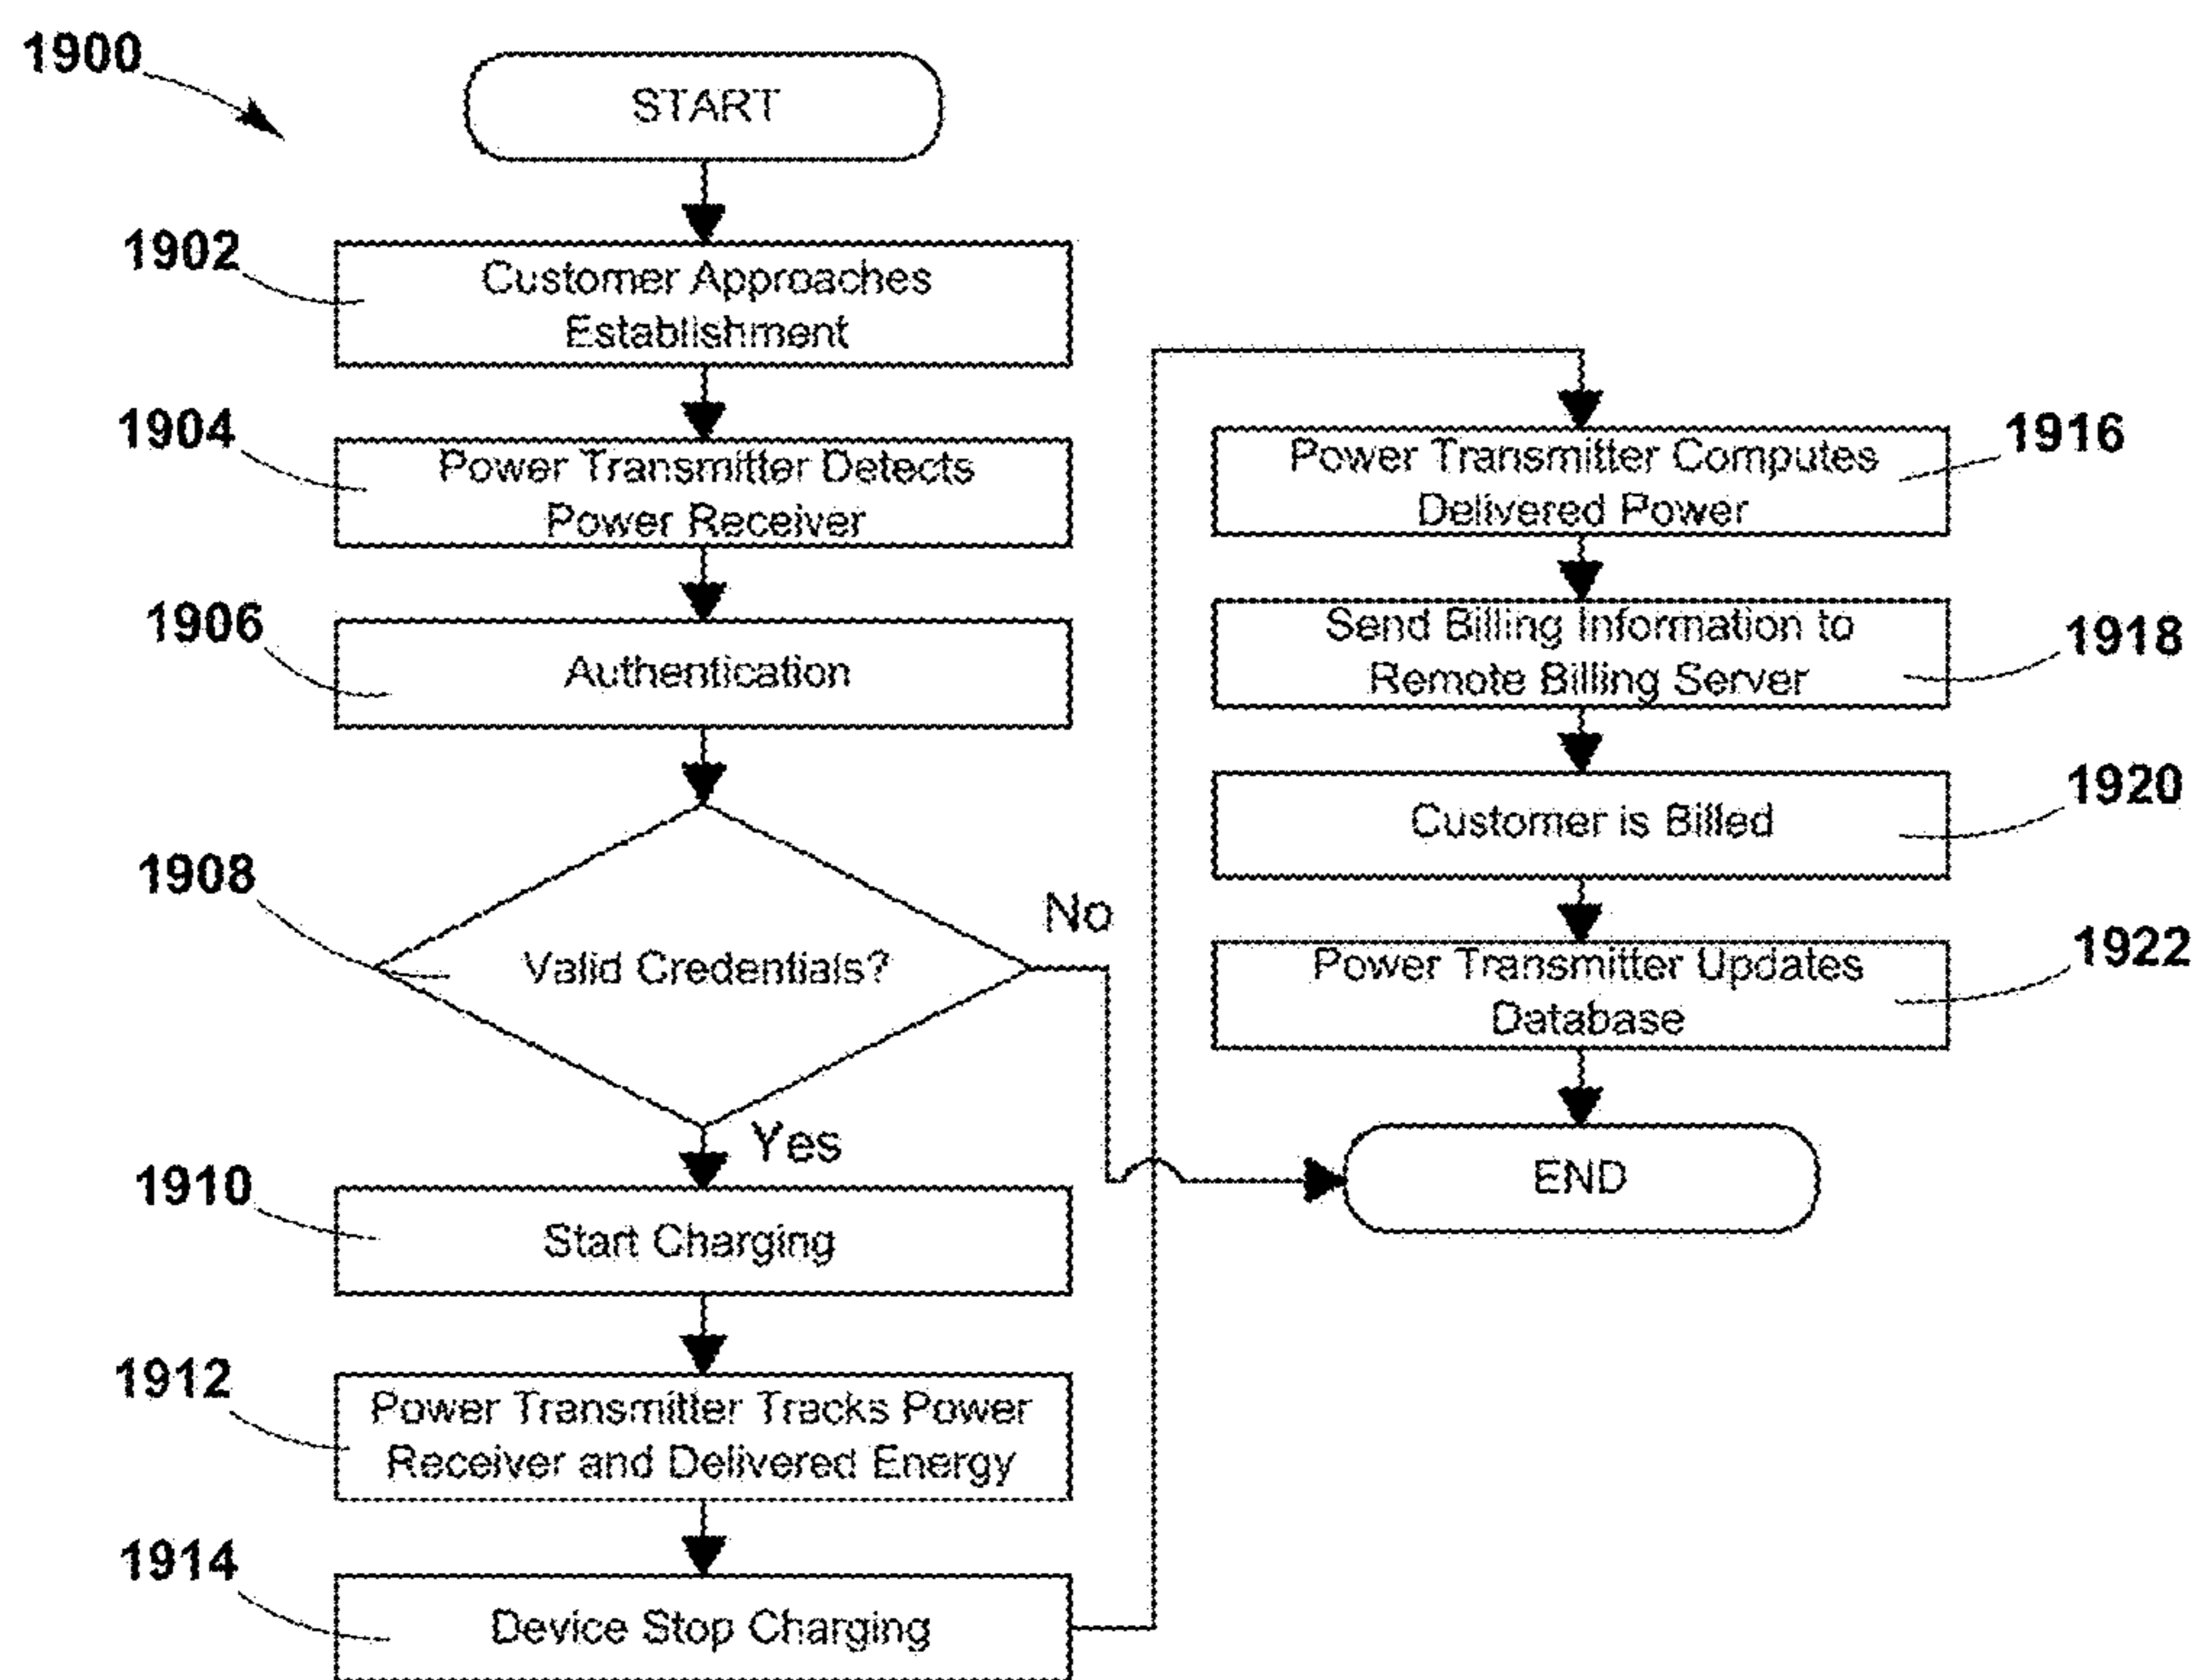 1900
START
1902
Customer Approaches
Establishment
1904
Power Transmitter Detects
Power Receiver
1906
Authentication
1908
Valid Credentials?
No
Yes
1910
Start Charging
1912
Power Transmitter Tracks Power
Receiver and Delivered Energy
1914
Device Stop Charging
1916
Power Transmitter Computes
Delivered Power
1918
Send Billing Information to
Remote Billing Server
1920
Customer is Billed
1922
Power Transmitter Updates
Database
END